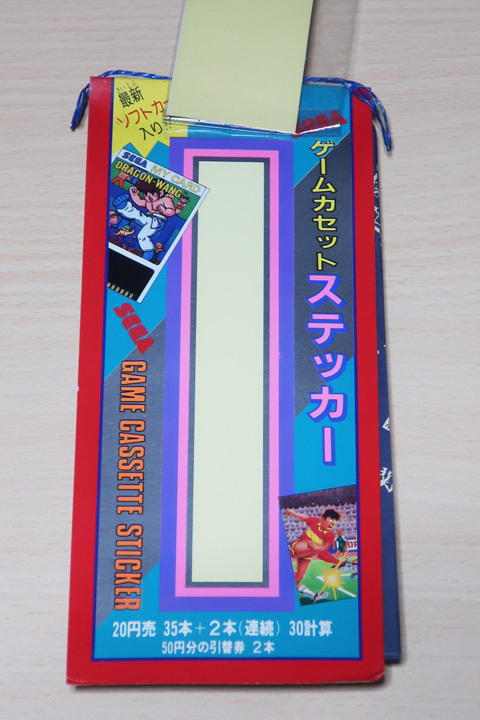 最新
ソフトカー
入り
SEGA
ゲームカセット
ステッカー
SEGA MY CARD
DRAGON WANG
SEGA
GAME CASSETTE STICKER
20円売 35本+2本(連続) 30計算
50円分の引替券 2本